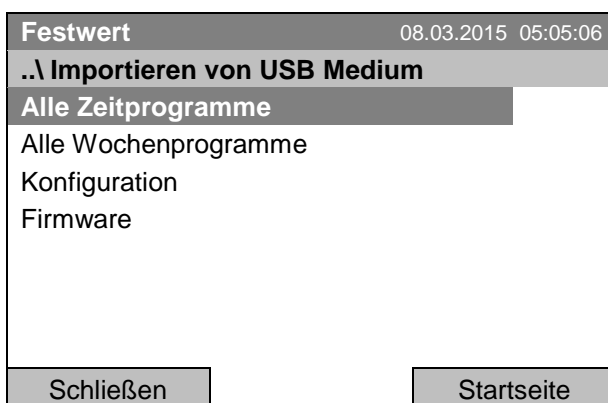 Festwert 08.03.2015 05:05:06
..\ Importieren von USB Medium
Alle Zeitprogramme
Alle Wochenprogramme
Konfiguration
Firmware
Schließen Startseite